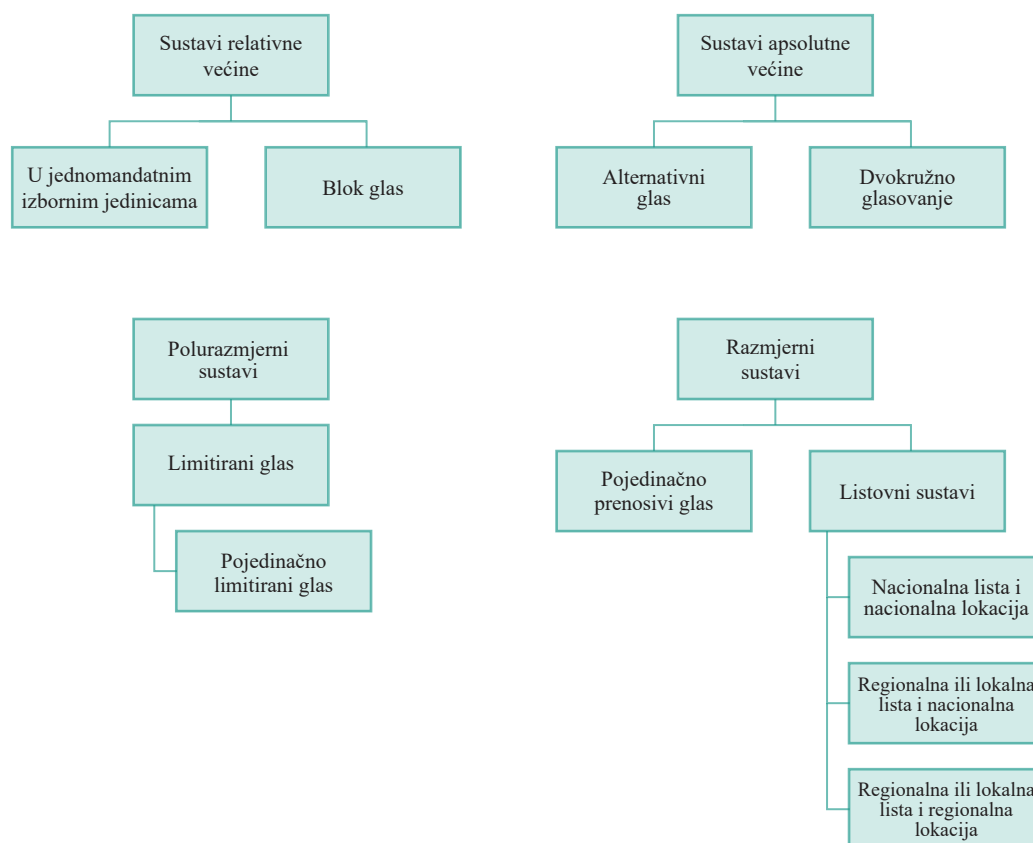 Sustavi relativne
većine
Sustavi apsolutne
većine
U jednomandatnim
izbornim jedinicama
Blok glas
Alternativni
glas
Dvokružno
glasovanje
Polurazmjerni
sustavi
Limitirani glas
Pojedinačno
limitirani glas
Razmjerni
sustavi
Pojedinačno
prenosivi glas
Listovni sustavi
Nacionalna lista i
nacionalna lokacija
Regionalna ili lokalna
lista i nacionalna
lokacija
Regionalna ili lokalna
lista i regionalna
lokacija